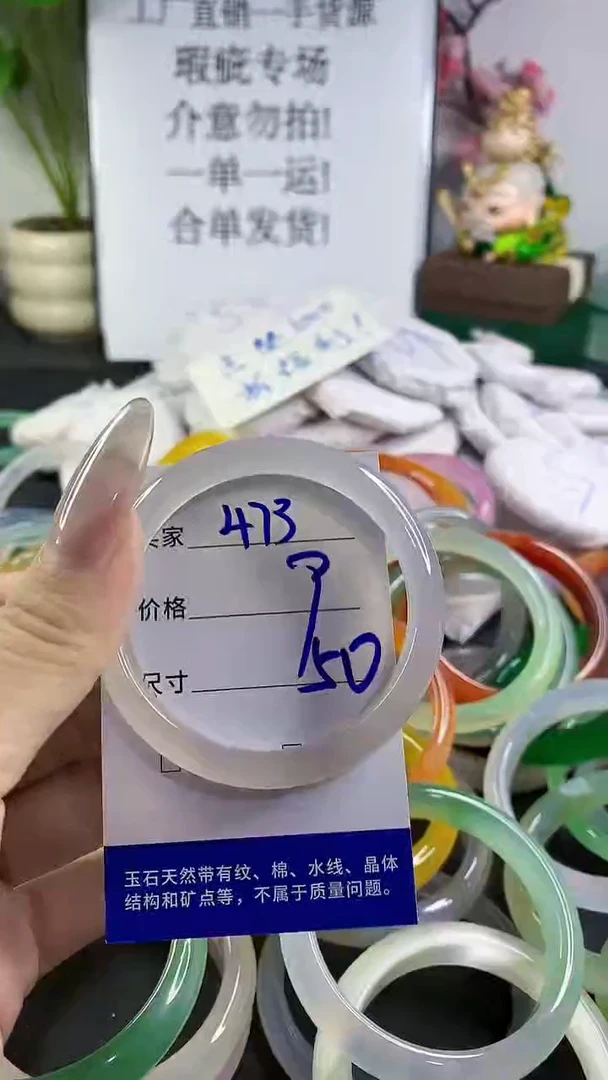 工厂直销一手货源
瑕疵专场
介意勿拍!
一单一运!
合单发货!
买家 473
价格
尺寸 50
玉石天然带有纹、棉、水线、晶体
结构和矿点等，不属于质量问题。